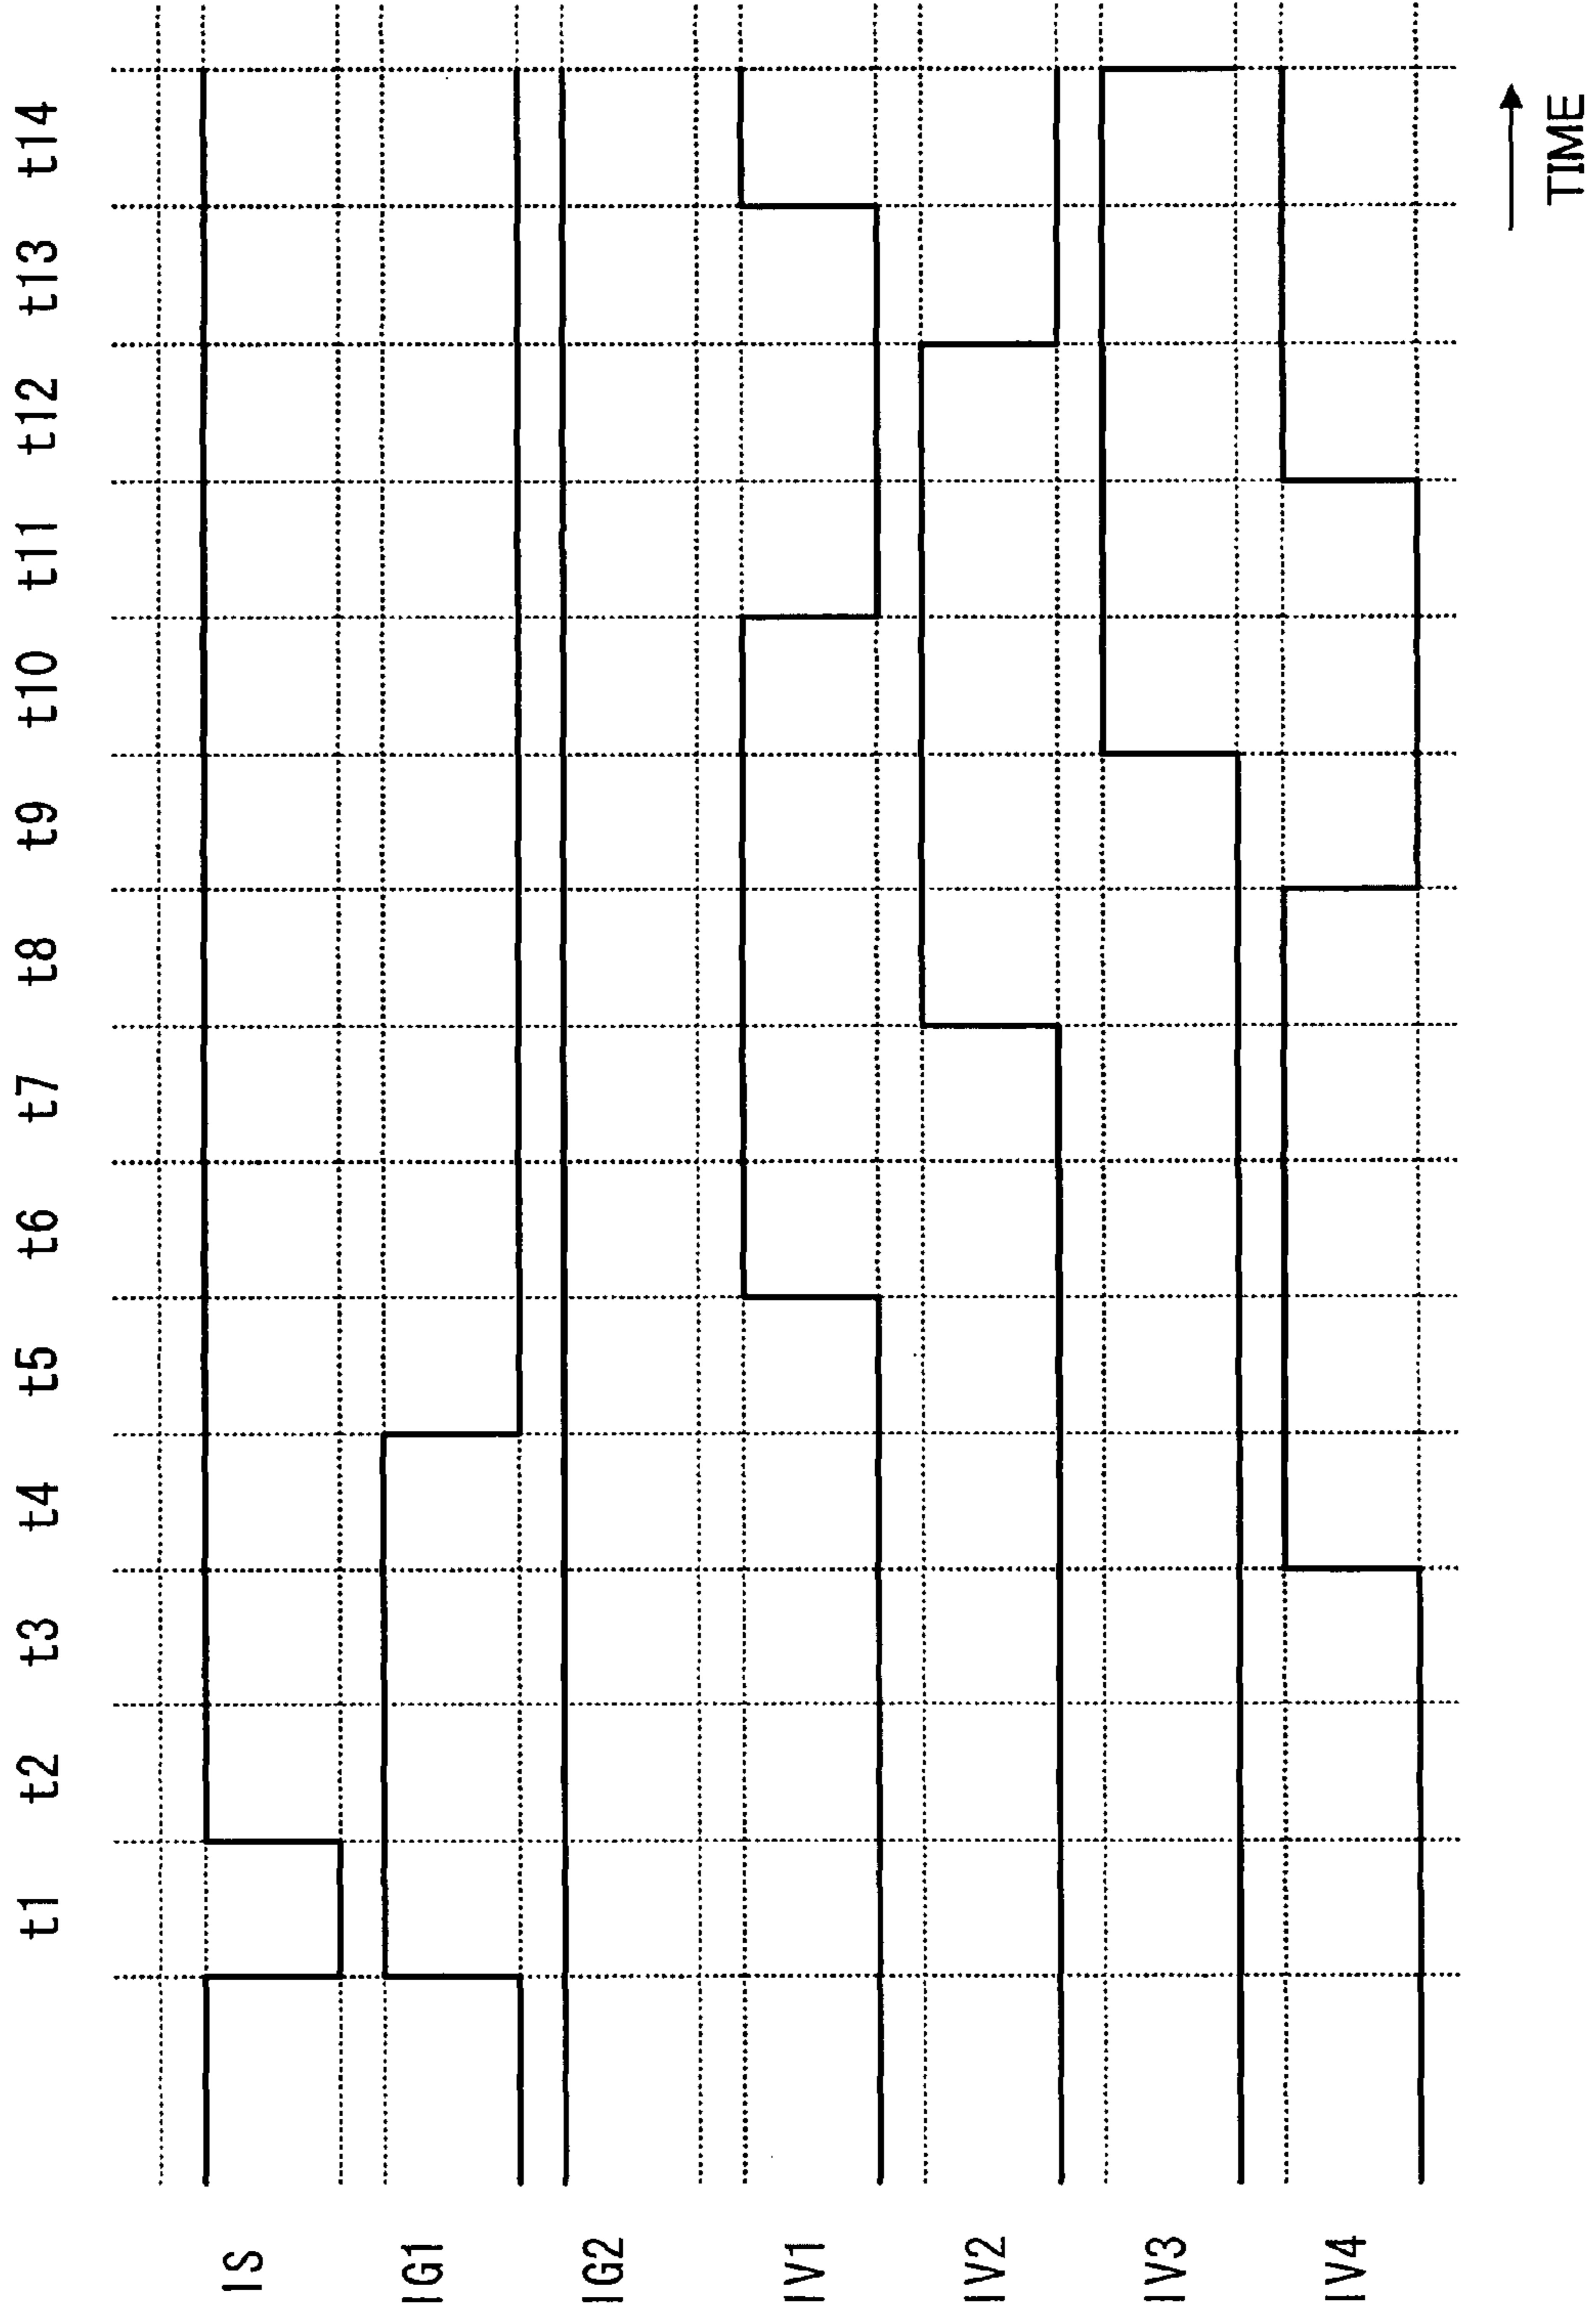 t1 t2 t3 t4 t5 t6 t7 t8 t9 t10 t11 t12 t13 t14
IS
IG1
IG2
IV1
IV2
IV3
IV4
TIME